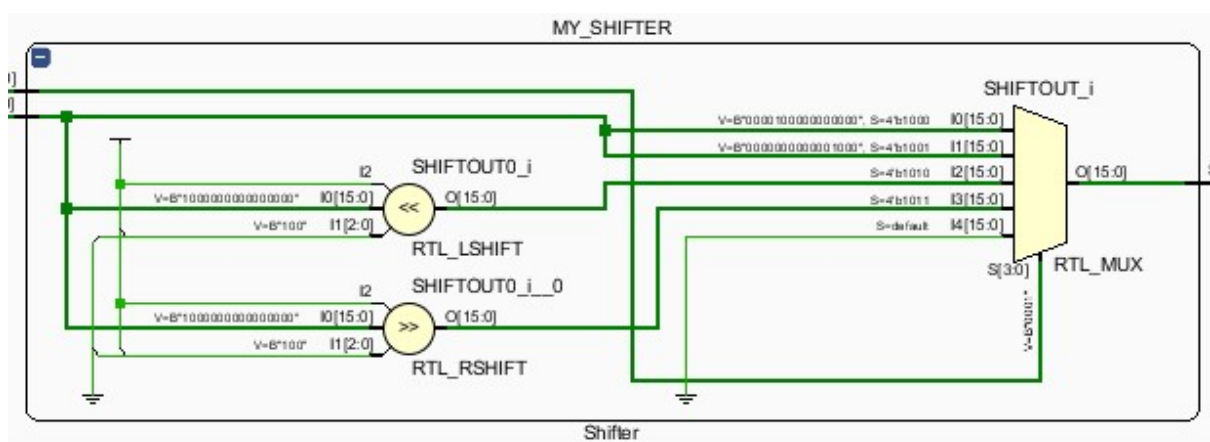 MY_SHIFTER
SHIFTOUT_i
V=B"0000100000000000", S=4'b1000 I0[15:0]
V=B"0000000000001000", S=4'b1001 I1[15:0]
S=4'b1010 I2[15:0]
S=4'b1011 I3[15:0]
S=default I4[15:0]
O[15:0]
S[3:0]
RTL_MUX
V=B"0001"
SHIFTOUT0_i
I2
V=B"1000000000000000" I0[15:0]
V=B"100" I1[2:0]
<<
O[15:0]
RTL_LSHIFT
SHIFTOUT0_i__0
I2
V=B"1000000000000000" I0[15:0]
V=B"100" I1[2:0]
>>
O[15:0]
RTL_RSHIFT
Shifter